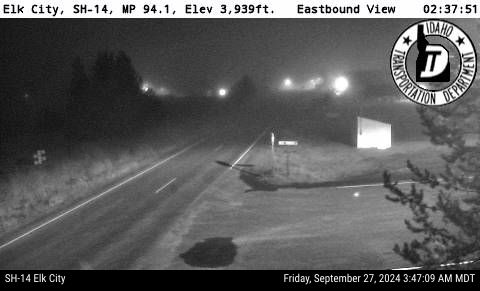 Elk City, SH-14, MP 94.1, Elev 3,939ft. Eastbound View 02:37:51
IDAHO
TRANSPORTATION DEPARTMENT
SH-14 Elk City Friday, September 27, 2024 3:47:09 AM MDT